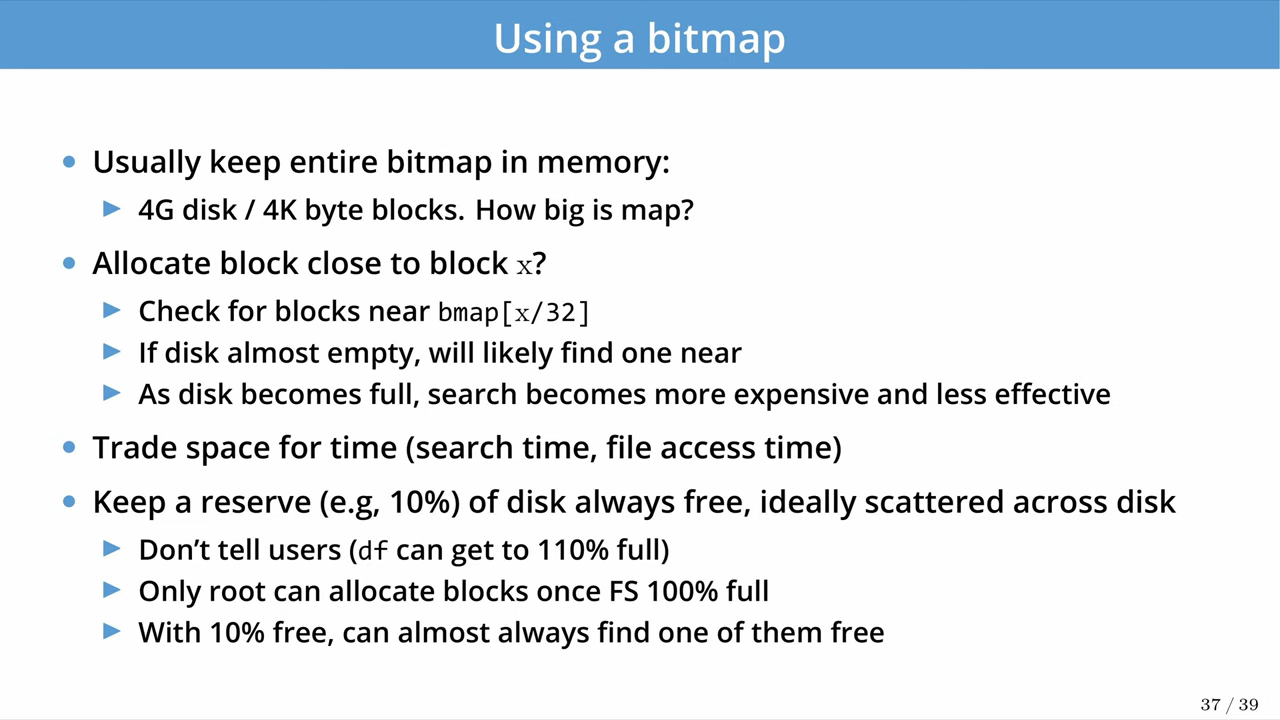 Using a bitmap
• Usually keep entire bitmap in memory:
▶ 4G disk / 4K byte blocks. How big is map?
• Allocate block close to block x?
▶ Check for blocks near bmap[x/32]
▶ If disk almost empty, will likely find one near
▶ As disk becomes full, search becomes more expensive and less effective
• Trade space for time (search time, file access time)
• Keep a reserve (e.g, 10%) of disk always free, ideally scattered across disk
▶ Don’t tell users (df can get to 110% full)
▶ Only root can allocate blocks once FS 100% full
▶ With 10% free, can almost always find one of them free
37 / 39